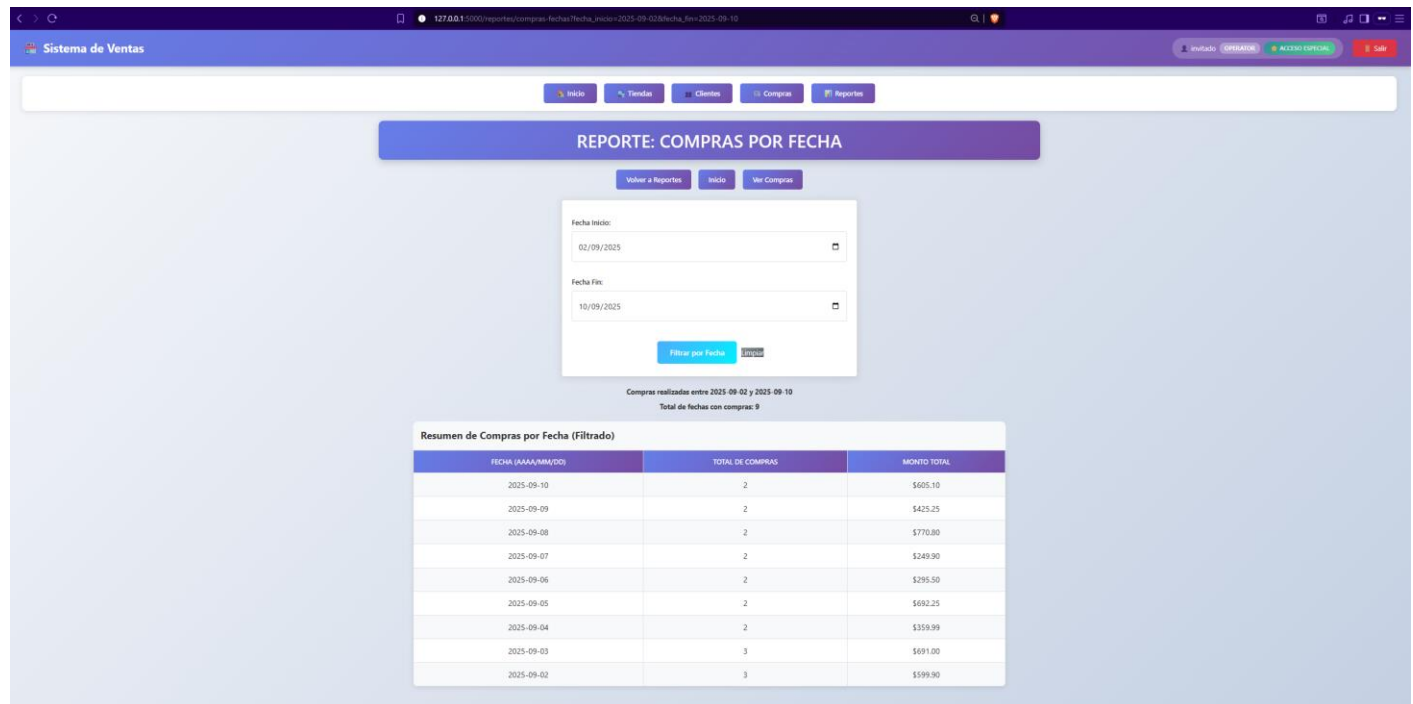 127.0.0.1:5000/reportes/compras-fechas?fecha_inicio=2025-09-02&fecha_fin=2025-09-10
Sistema de Ventas
invitado OPERATOR ACCESO ESPECIAL Salir
Inicio Tiendas Clientes Compras Reportes
REPORTE: COMPRAS POR FECHA
Volver a Reportes Inicio Ver Compras
Fecha Inicio:
02/09/2025
Fecha Fin:
10/09/2025
Filtrar por Fecha Limpiar
Compras realizadas entre 2025-09-02 y 2025-09-10
Total de fechas con compras: 9
Resumen de Compras por Fecha (Filtrado)
FECHA (AAAA/MM/DD) TOTAL DE COMPRAS MONTO TOTAL
2025-09-10 2 $605.10
2025-09-09 2 $425.25
2025-09-08 2 $770.80
2025-09-07 2 $249.90
2025-09-06 2 $295.50
2025-09-05 2 $692.25
2025-09-04 2 $359.99
2025-09-03 3 $691.00
2025-09-02 3 $599.90